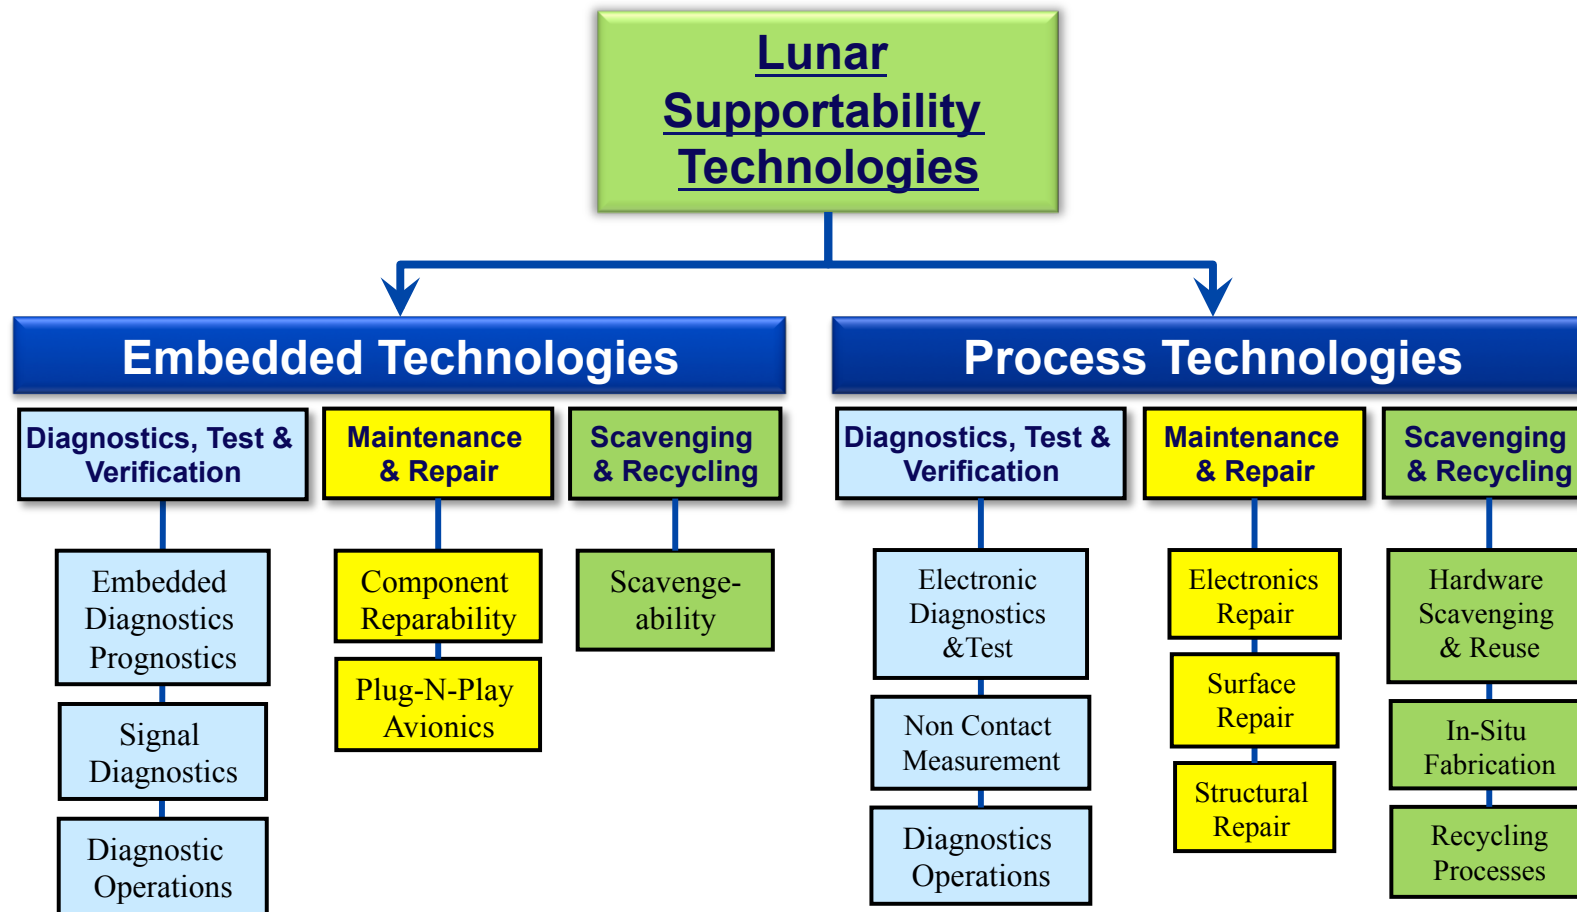 Lunar
Supportability
Technologies
Embedded Technologies
Process Technologies
Diagnostics, Test &
Verification
Maintenance
& Repair
Scavenging
& Recycling
Diagnostics, Test &
Verification
Maintenance
& Repair
Scavenging
& Recycling
Embedded
Diagnostics
Prognostics
Signal
Diagnostics
Diagnostic
Operations
Component
Reparability
Plug-N-Play
Avionics
Scavenge-
ability
Electronic
Diagnostics
&Test
Non Contact
Measurement
Diagnostics
Operations
Electronics
Repair
Surface
Repair
Structural
Repair
Hardware
Scavenging
& Reuse
In-Situ
Fabrication
Recycling
Processes